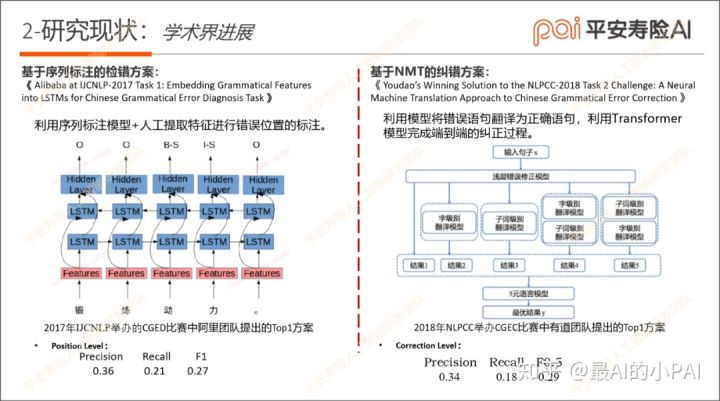 2-研究现状：学术界进展
pai 平安寿险AI
基于序列标注的检错方案：
《 Alibaba at IJCNLP-2017 Task 1: Embedding Grammatical Features
into LSTMs for Chinese Grammatical Error Diagnosis Task 》
利用序列标注模型+人工提取特征进行错误位置的标注。
O O B-S I-S O
Hidden Layer Hidden Layer Hidden Layer Hidden Layer Hidden Layer
LSTM LSTM LSTM LSTM LSTM
LSTM LSTM LSTM LSTM LSTM
Features Features Features Features Features
锻 炼 动 力 。
2017年IJCNLP举办的CGED比赛中阿里团队提出的Top1方案
• Position Level：
Precision Recall F1
0.36 0.21 0.27
基于NMT的纠错方案：
《 Youdao's Winning Solution to the NLPCC-2018 Task 2 Challenge: A Neural
Machine Translation Approach to Chinese Grammatical Error Correction 》
利用模型将错误语句翻译为正确语句，利用Transformer
模型完成端到端的纠正过程。
输入句子x
浅层错误修正模型
字级别
翻译模型
子词级别
翻译模型
字级别
翻译模型
子词级别
翻译模型
子词级别
翻译模型
字级别
翻译模型
结果1 结果2 结果3 结果4 结果5
5元语言模型
最优结果y
2018年NLPCC举办CGEC比赛中有道团队提出的Top1方案
• Correction Level：
Precision Recall F0.5
0.34 0.18 0.29
知乎 @最AI的小PAI